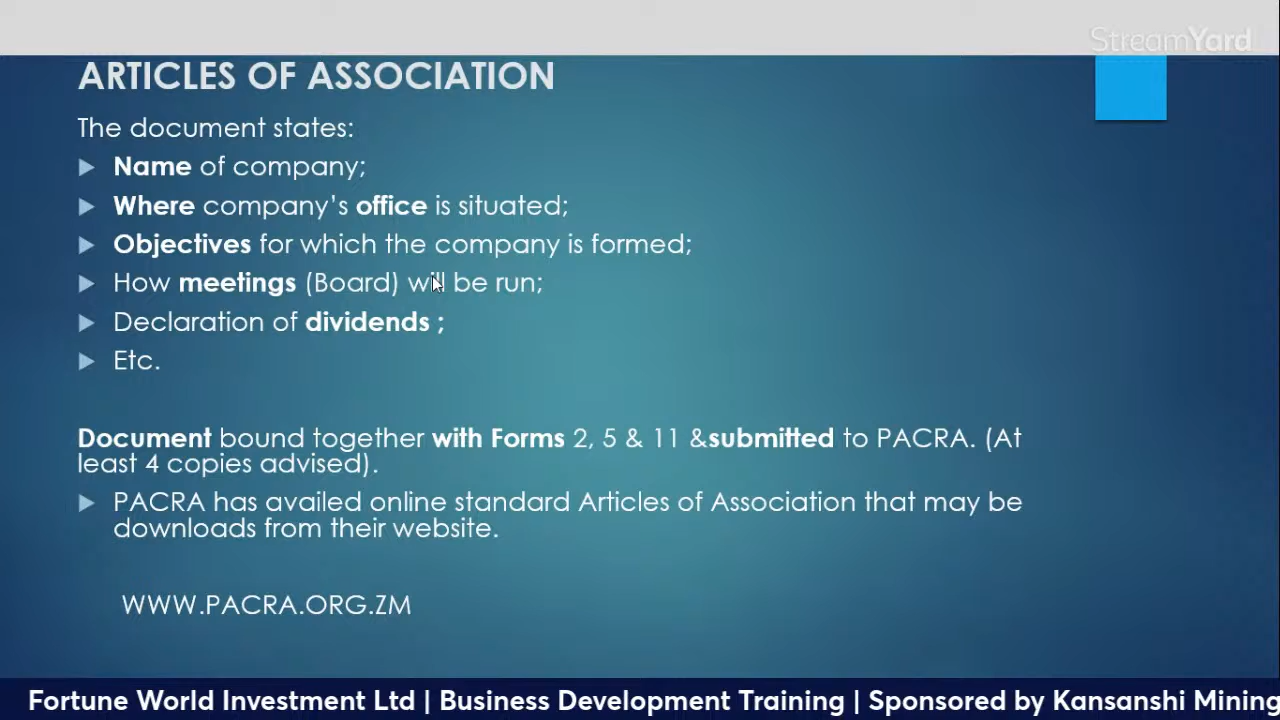 StreamYard
ARTICLES OF ASSOCIATION
The document states:
Name of company;
Where company's office is situated;
Objectives for which the company is formed;
How meetings (Board) will be run;
Declaration of dividends ;
Etc.
Document bound together with Forms 2, 5 & 11 &submitted to PACRA. (At
least 4 copies advised).
PACRA has availed online standard Articles of Association that may be
downloads from their website.
WWW.PACRA.ORG.ZM
Fortune World Investment Ltd | Business Development Training | Sponsored by Kansanshi Mining